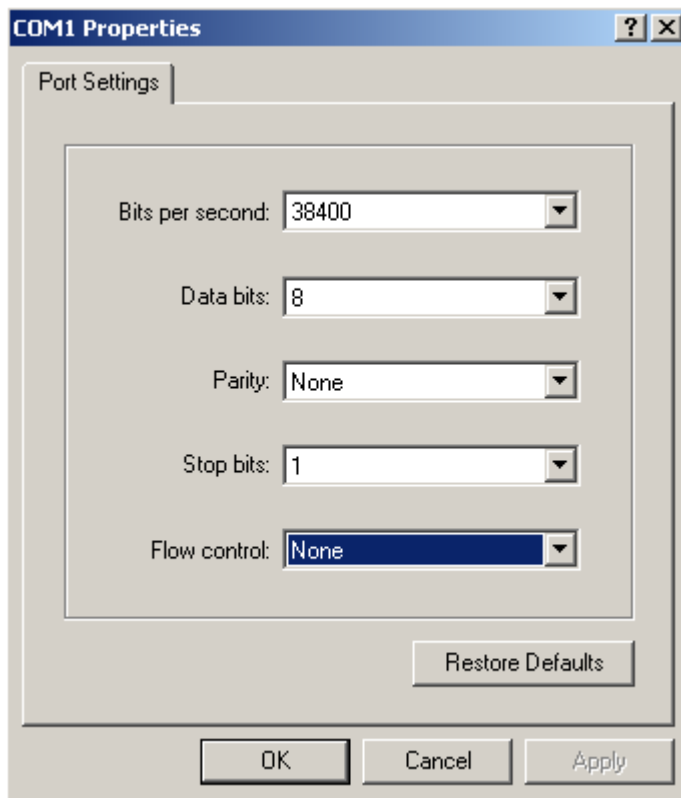 COM1 Properties
Port Settings
Bits per second: 38400
Data bits: 8
Parity: None
Stop bits: 1
Flow control: None
Restore Defaults
OK Cancel Apply